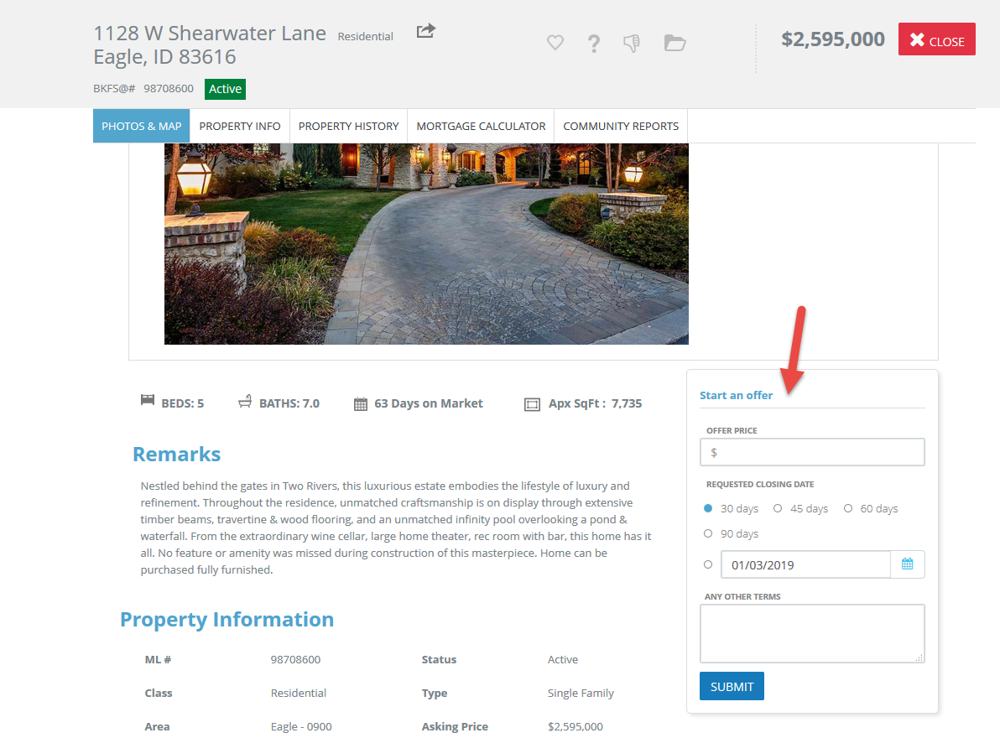 1128 W Shearwater Lane Residential
Eagle, ID 83616
BKFS@# 98708600 Active
$2,595,000 CLOSE
PHOTOS & MAP PROPERTY INFO PROPERTY HISTORY MORTGAGE CALCULATOR COMMUNITY REPORTS
BEDS: 5 BATHS: 7.0 63 Days on Market Apx SqFt : 7,735
Remarks
Nestled behind the gates in Two Rivers, this luxurious estate embodies the lifestyle of luxury and
refinement. Throughout the residence, unmatched craftsmanship is on display through extensive
timber beams, travertine & wood flooring, and an unmatched infinity pool overlooking a pond &
waterfall. From the extraordinary wine cellar, large home theater, rec room with bar, this home has it
all. No feature or amenity was missed during construction of this masterpiece. Home can be
purchased fully furnished.
Property Information
ML # 98708600 Status Active
Class Residential Type Single Family
Area Eagle - 0900 Asking Price $2,595,000
Start an offer
OFFER PRICE
$
REQUESTED CLOSING DATE
30 days 45 days 60 days
90 days
01/03/2019
ANY OTHER TERMS
SUBMIT